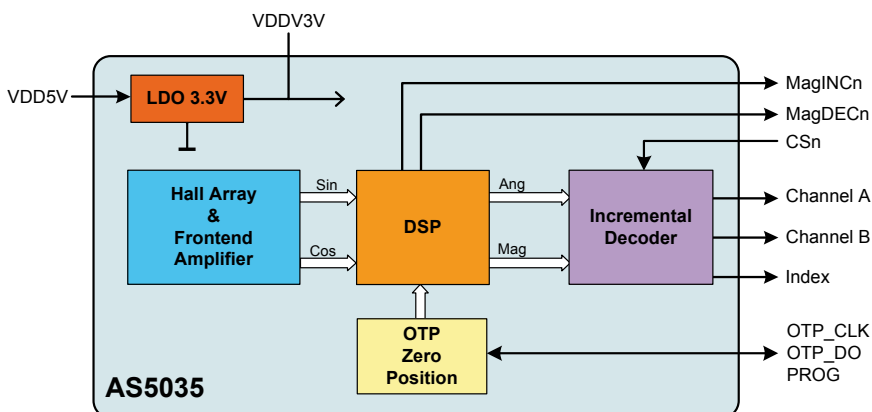 VDDV3V
VDD5V
LDO 3.3V
MagINCn
MagDECn
CSn
Hall Array
&
Frontend
Amplifier
Sin
Cos
DSP
Ang
Mag
Incremental
Decoder
Channel A
Channel B
Index
OTP
Zero
Position
OTP_CLK
OTP_DO
PROG
AS5035